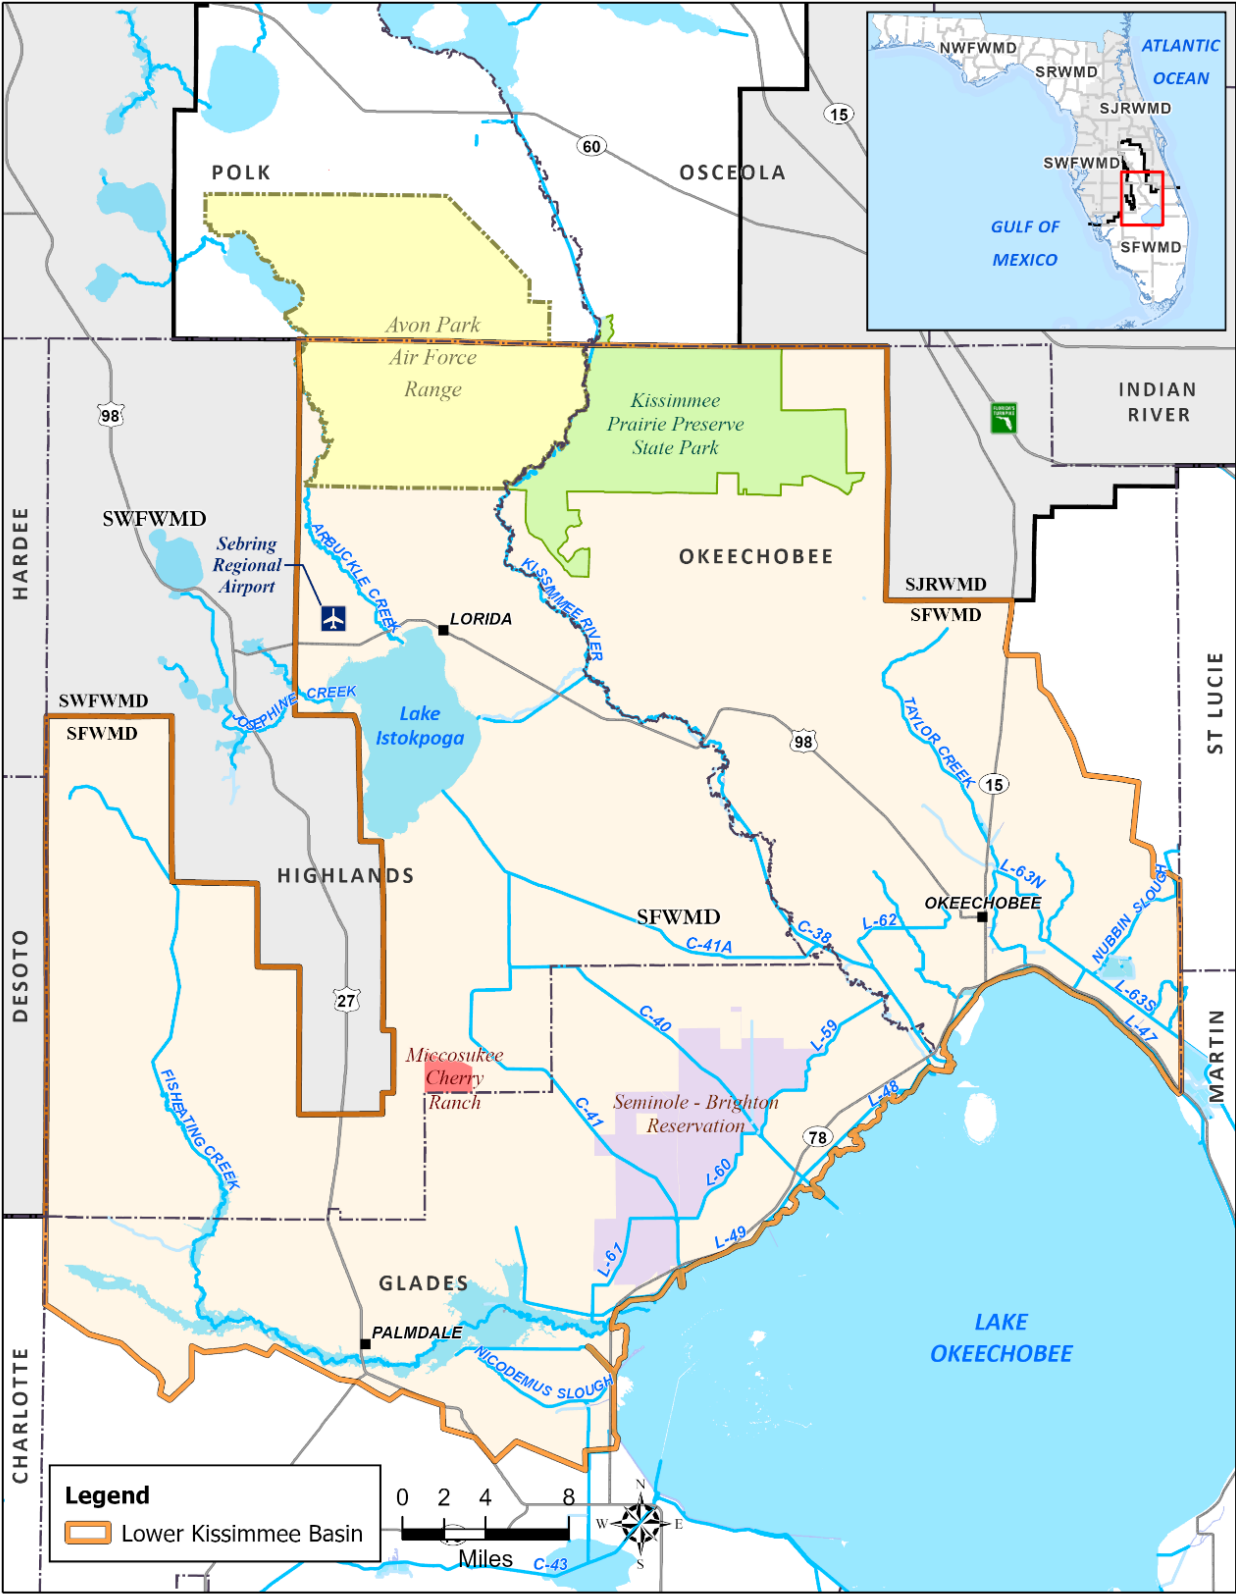 NWFWMD
SRWMD
SJRWMD
SWFWMD
SFWMD
ATLANTIC
OCEAN
GULF OF
MEXICO
15
60
POLK
OSCEOLA
Avon Park
Air Force
Range
Kissimmee
Prairie Preserve
State Park
INDIAN
RIVER
98
HARDEE
SWFWMD
Sebring
Regional
Airport
ARBUCKLE CREEK
KISSIMMEE RIVER
OKEECHOBEE
SJRWMD
SFWMD
LORIDA
ST LUCIE
SWFWMD
SFWMD
JOSEPHINE CREEK
Lake
Istokpoga
TAYLOR CREEK
98
15
HIGHLANDS
L-63N
OKEECHOBEE
SFWMD
C-41A
C-38
L-62
NUBBIN SLOUGH
DESOTO
27
C-40
L-59
L-63S
L-47
MARTIN
Miccosukee
Cherry
Ranch
C-41
Seminole - Brighton
Reservation
L-48
78
FISHEATING CREEK
L-60
L-49
L-61
GLADES
PALMDALE
NICODEMUS SLOUGH
LAKE
OKEECHOBEE
CHARLOTTE
Legend
Lower Kissimmee Basin
0 2 4 8
Miles
N
W E
S
C-43